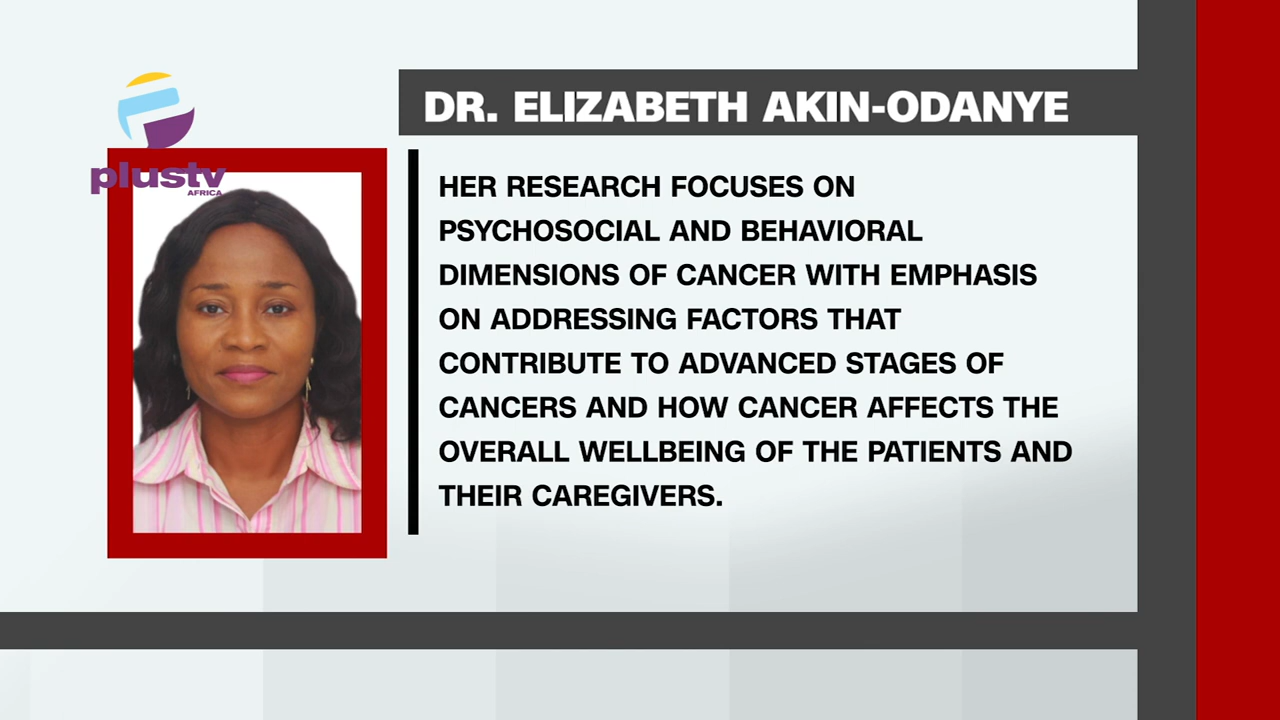 DR. ELIZABETH AKIN-ODANYE
plustv
AFRICA
HER RESEARCH FOCUSES ON
PSYCHOSOCIAL AND BEHAVIORAL
DIMENSIONS OF CANCER WITH EMPHASIS
ON ADDRESSING FACTORS THAT
CONTRIBUTE TO ADVANCED STAGES OF
CANCERS AND HOW CANCER AFFECTS THE
OVERALL WELLBEING OF THE PATIENTS AND
THEIR CAREGIVERS.